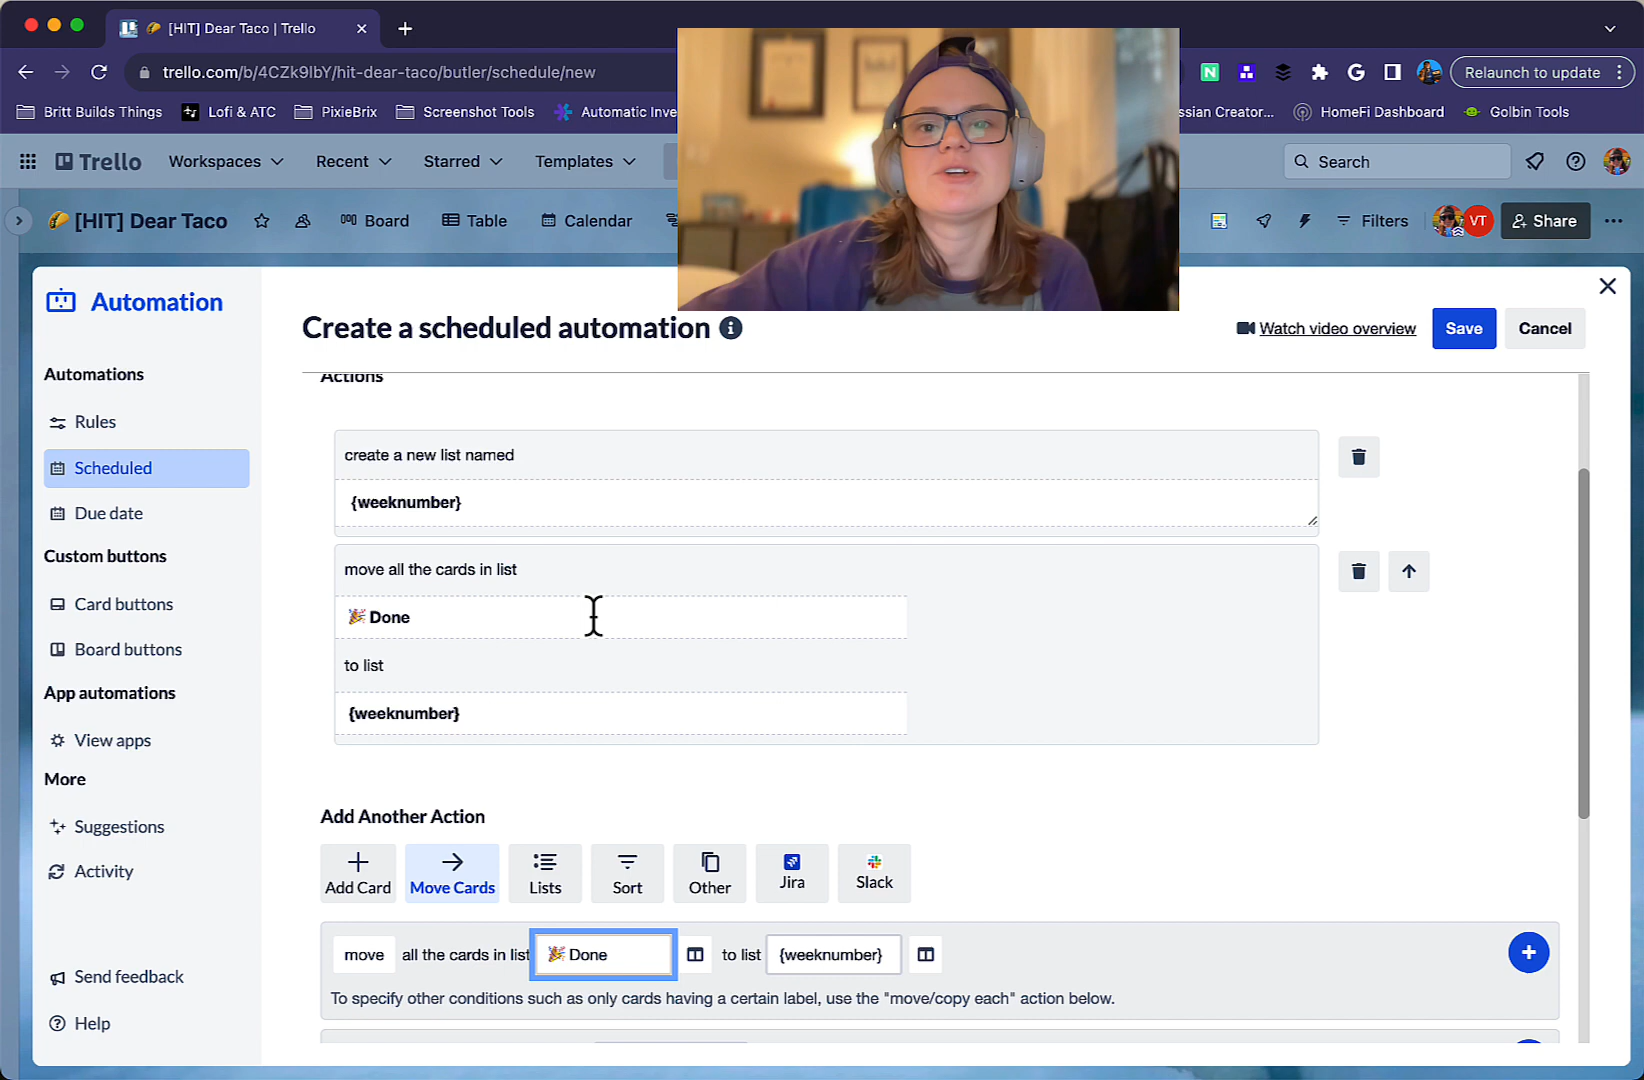 [HIT] Dear Taco | Trello
trello.com/b/4CZk9IbY/hit-dear-taco/butler/schedule/new
N
G
Relaunch to update
Britt Builds Things
Lofi & ATC
PixieBrix
Screenshot Tools
Automatic Inve
ssian Creator...
HomeFi Dashboard
Golbin Tools
Trello
Workspaces
Recent
Starred
Templates
Search
[HIT] Dear Taco
Board
Table
Calendar
Filters
VT
Share
Automation
Create a scheduled automation
Watch video overview
Save
Cancel
Automations
Rules
Scheduled
Due date
Custom buttons
Card buttons
Board buttons
App automations
View apps
More
Suggestions
Activity
Send feedback
Help
Actions
create a new list named
{weeknumber}
move all the cards in list
🎉 Done
to list
{weeknumber}
Add Another Action
Add Card
Move Cards
Lists
Sort
Other
Jira
Slack
move all the cards in list 🎉 Done to list {weeknumber}
To specify other conditions such as only cards having a certain label, use the "move/copy each" action below.